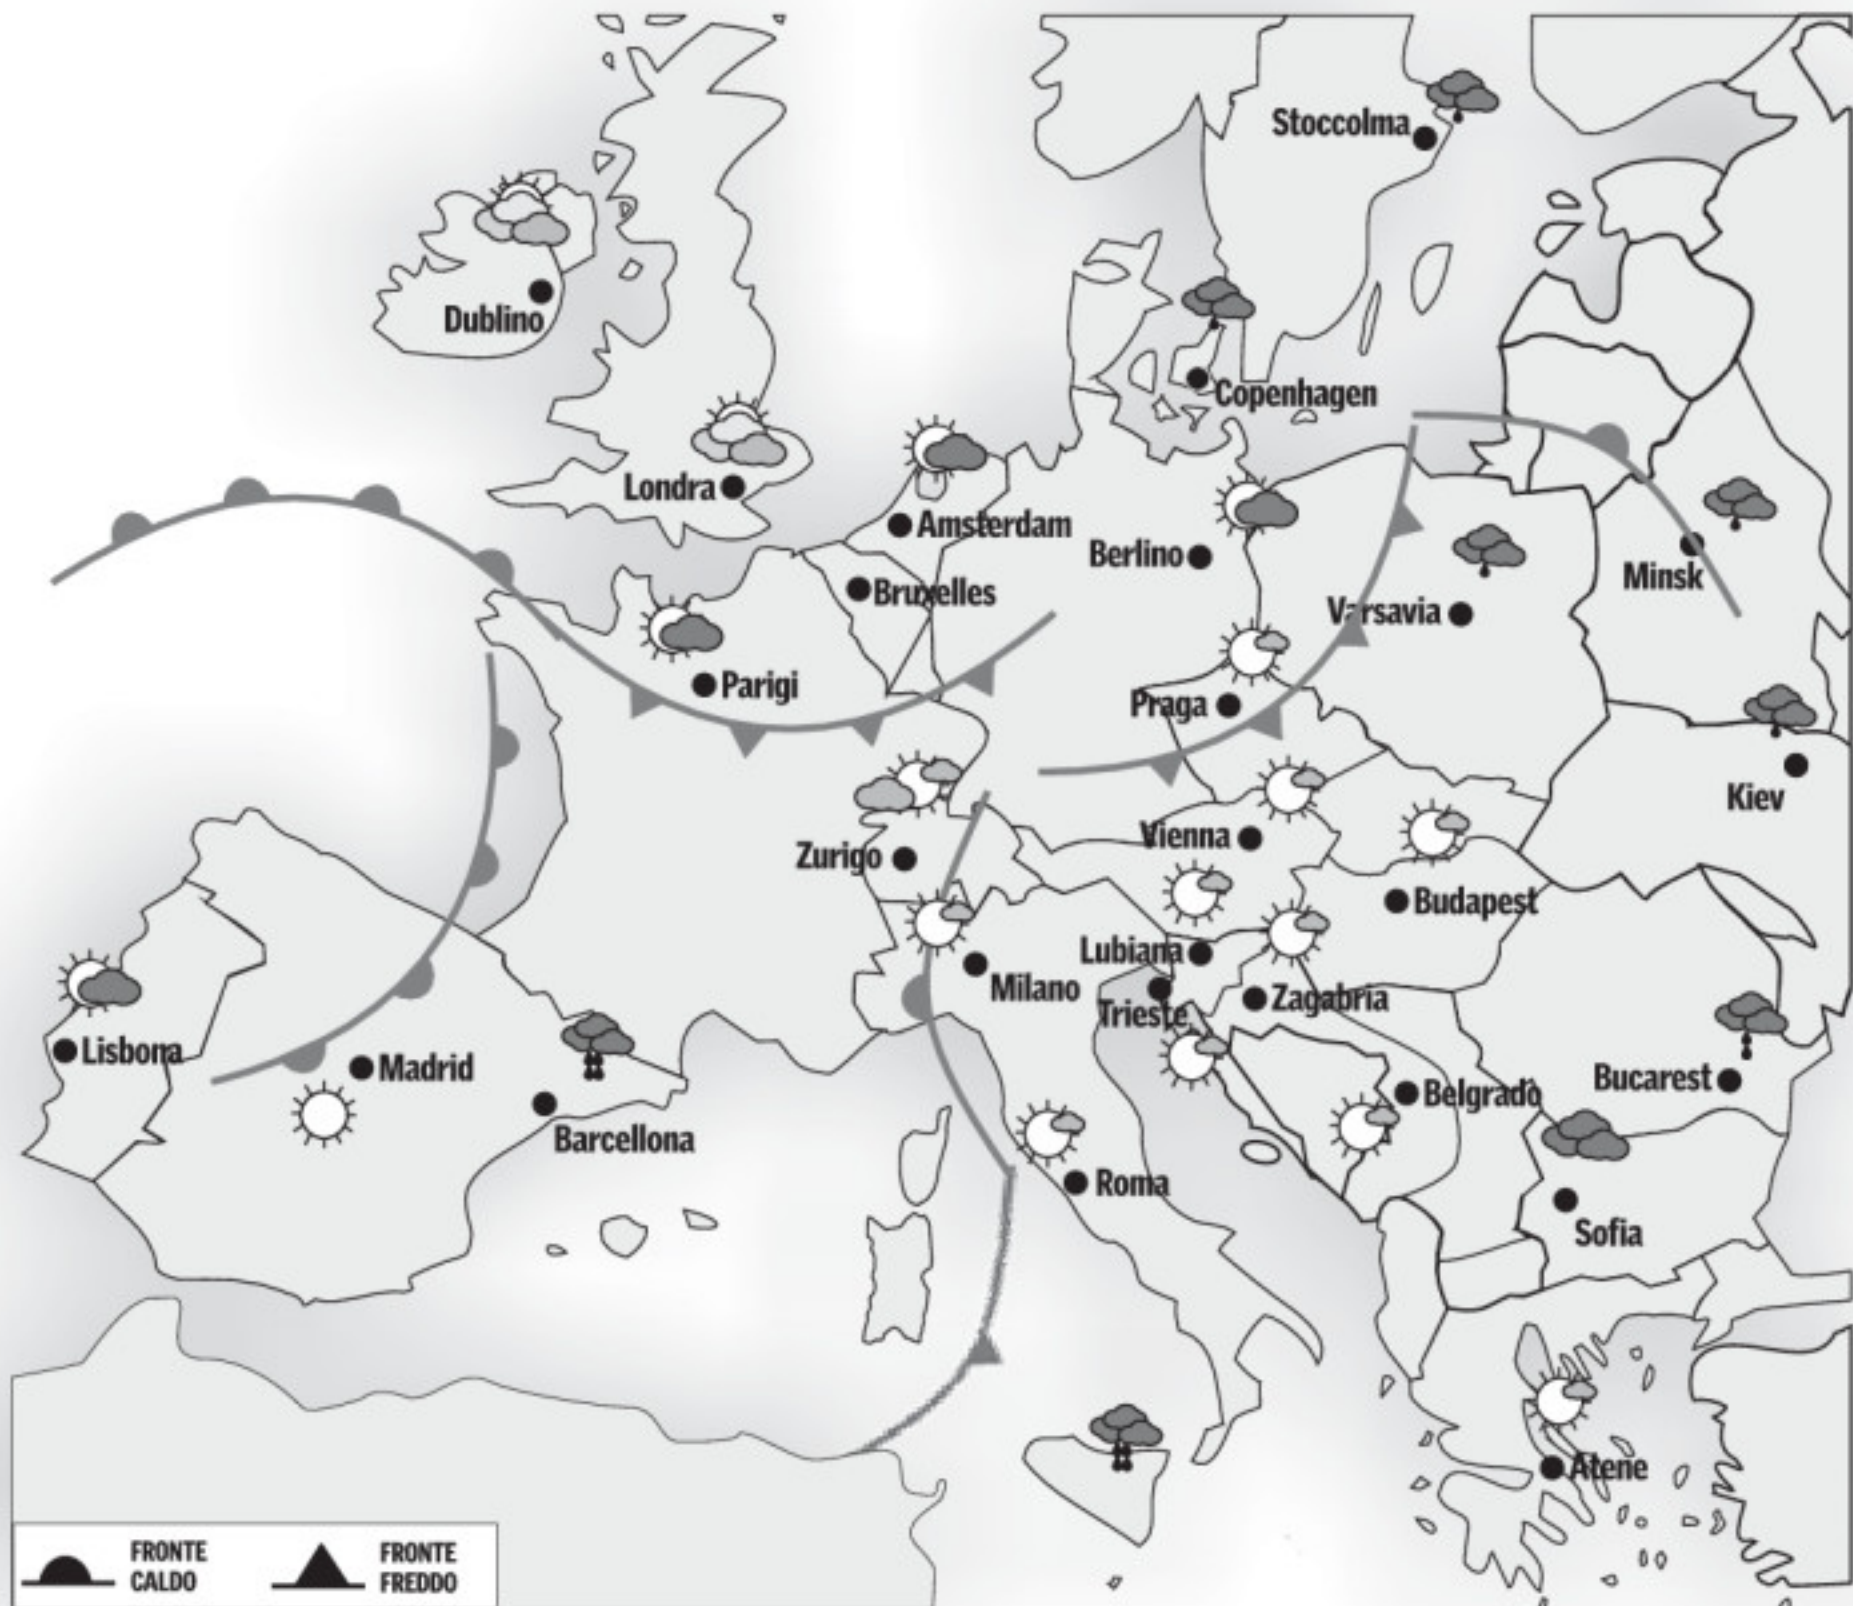 Stoccolma
Dublino
Copenhagen
Londra
Amsterdam
Berlino
Bruxelles
Minsk
Varsavia
Parigi
Praga
Kiev
Vienna
Zurigo
Budapest
Lubiana
Milano
Trieste
Zagabria
Lisbona
Madrid
Belgrado
Bucarest
Barcellona
Roma
Sofia
Atene
FRONTE
CALDO
FRONTE
FREDDO